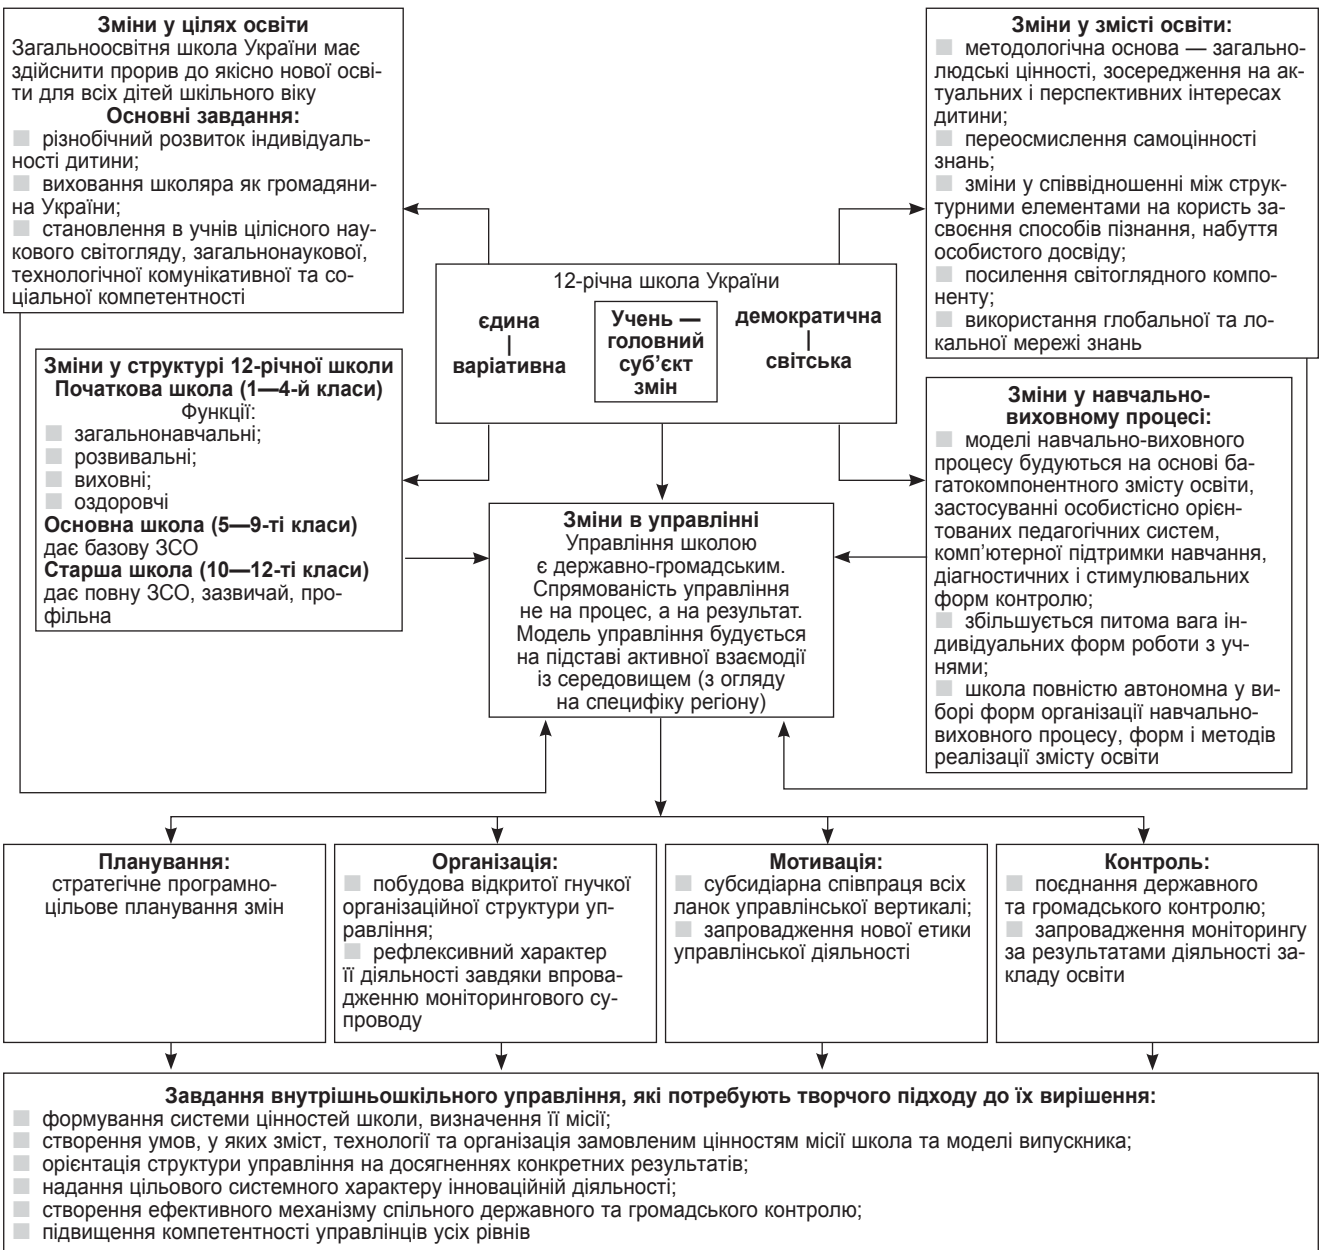 Зміни у цілях освіти
Загальноосвітня школа України має
здійснити прорив до якісно нової осві-
ти для всіх дітей шкільного віку
Основні завдання:
різнобічний розвиток індивідуаль-
ності дитини;
виховання школяра як громадяни-
на України;
становлення в учнів цілісного нау-
кового світогляду, загальнонаукової,
технологічної комунікативної та со-
ціальної компетентності
Зміни у змісті освіти:
методологічна основа — загально-
людські цінності, зосередження на ак-
туальних і перспективних інтересах
дитини;
переосмислення самоцінності
знань;
зміни у співвідношенні між струк-
турними елементами на користь за-
своєння способів пізнання, набуття
особистого досвіду;
посилення світоглядного компо-
ненту;
використання глобальної та ло-
кальної мережі знань
12-річна школа України
єдина
варіативна
Учень —
головний
суб’єкт
змін
демократична
світська
Зміни у структурі 12-річної школи
Початкова школа (1—4-й класи)
Функції:
загальнонавчальні;
розвивальні;
виховні;
оздоровчі
Основна школа (5—9-ті класи)
дає базову ЗСО
Старша школа (10—12-ті класи)
дає повну ЗСО, зазвичай, про-
фільна
Зміни в управлінні
Управління школою
є державно-громадським.
Спрямованість управління
не на процес, а на результат.
Модель управління будується
на підставі активної взаємодії
із середовищем (з огляду
на специфіку регіону)
Зміни у навчально-
виховному процесі:
моделі навчально-виховного
процесу будуються на основі ба-
гатокомпонентного змісту освіти,
застосуванні особистісно орієн-
тованих педагогічних систем,
комп’ютерної підтримки навчання,
діагностичних і стимулювальних
форм контролю;
збільшується питома вага ін-
дивідуальних форм роботи з уч-
нями;
школа повністю автономна у ви-
борі форм організації навчально-
виховного процесу, форм і методів
реалізації змісту освіти
Планування:
стратегічне програмно-
цільове планування змін
Організація:
побудова відкритої гнучкої
організаційної структури уп-
равління;
рефлексивний характер
її діяльності завдяки впрова-
дженню моніторингового су-
проводу
Мотивація:
субсидіарна співпраця всіх
ланок управлінської вертикалі;
запровадження нової етики
управлінської діяльності
Контроль:
поєднання державного
та громадського контролю;
запровадження моніторингу
за результатами діяльності за-
кладу освіти
Завдання внутрішньошкільного управління, які потребують творчого підходу до їх вирішення:
формування системи цінностей школи, визначення її місії;
створення умов, у яких зміст, технології та організація замовленим цінностям місії школа та моделі випускника;
орієнтація структури управління на досягненнях конкретних результатів;
надання цільового системного характеру інноваційній діяльності;
створення ефективного механізму спільного державного та громадського контролю;
підвищення компетентності управлінців усіх рівнів